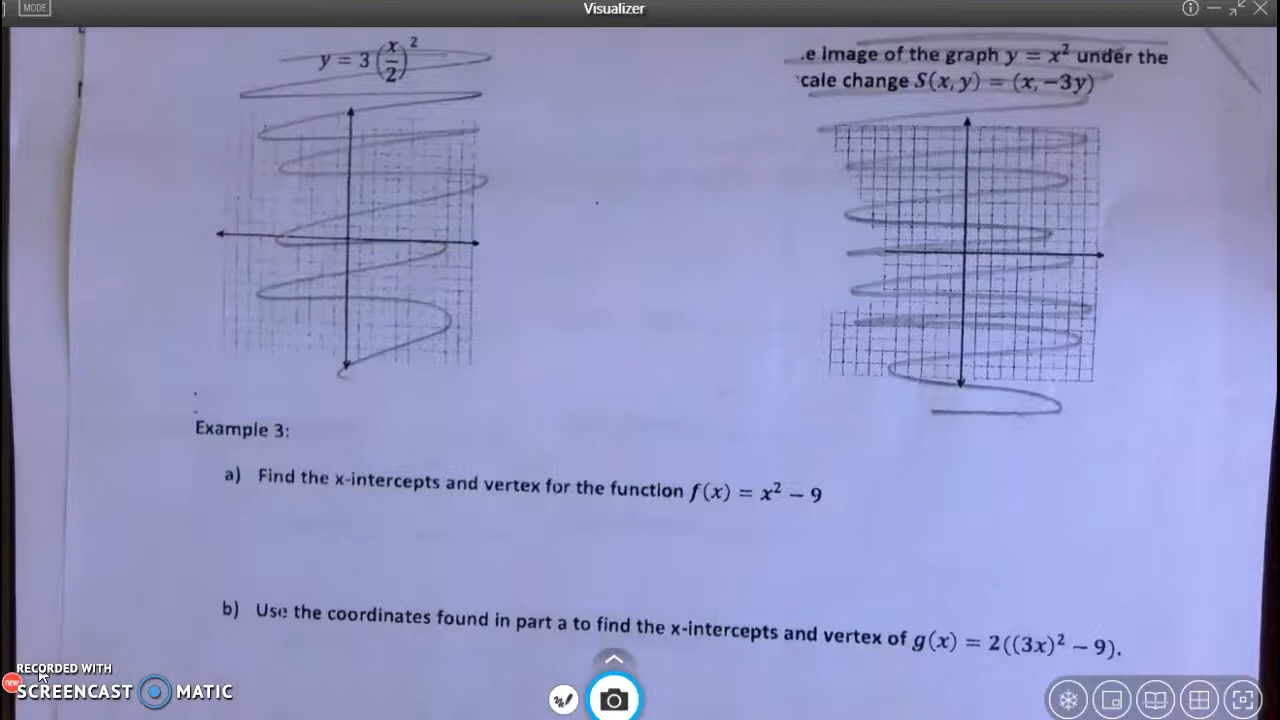 MODE
Visualizer
y = 3 (x/2)²
.e image of the graph y = x² under the
cale change S(x, y) = (x, −3y)
Example 3:
a) Find the x-intercepts and vertex for the function f(x) = x² − 9
b) Use the coordinates found in part a to find the x-intercepts and vertex of g(x) = 2((3x)² − 9).
RECORDED WITH
new
SCREENCAST MATIC